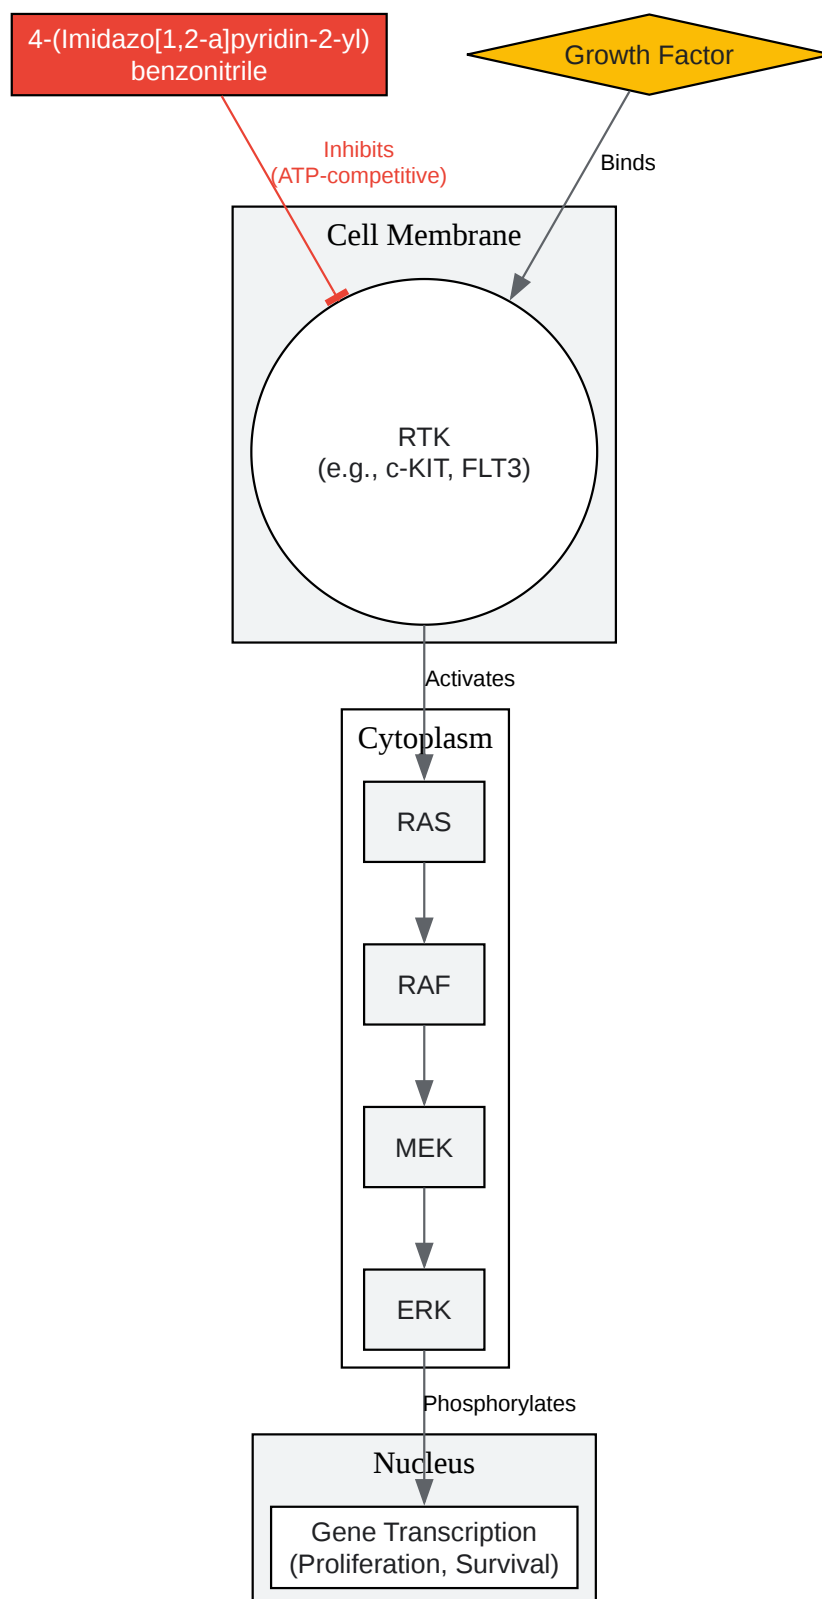 4-(Imidazo[1,2-a]pyridin-2-yl)
benzonitrile
Growth Factor
Inhibits
(ATP-competitive)
Binds
Cell Membrane
RTK
(e.g., c-KIT, FLT3)
Activates
Cytoplasm
RAS
RAF
MEK
ERK
Phosphorylates
Nucleus
Gene Transcription
(Proliferation, Survival)